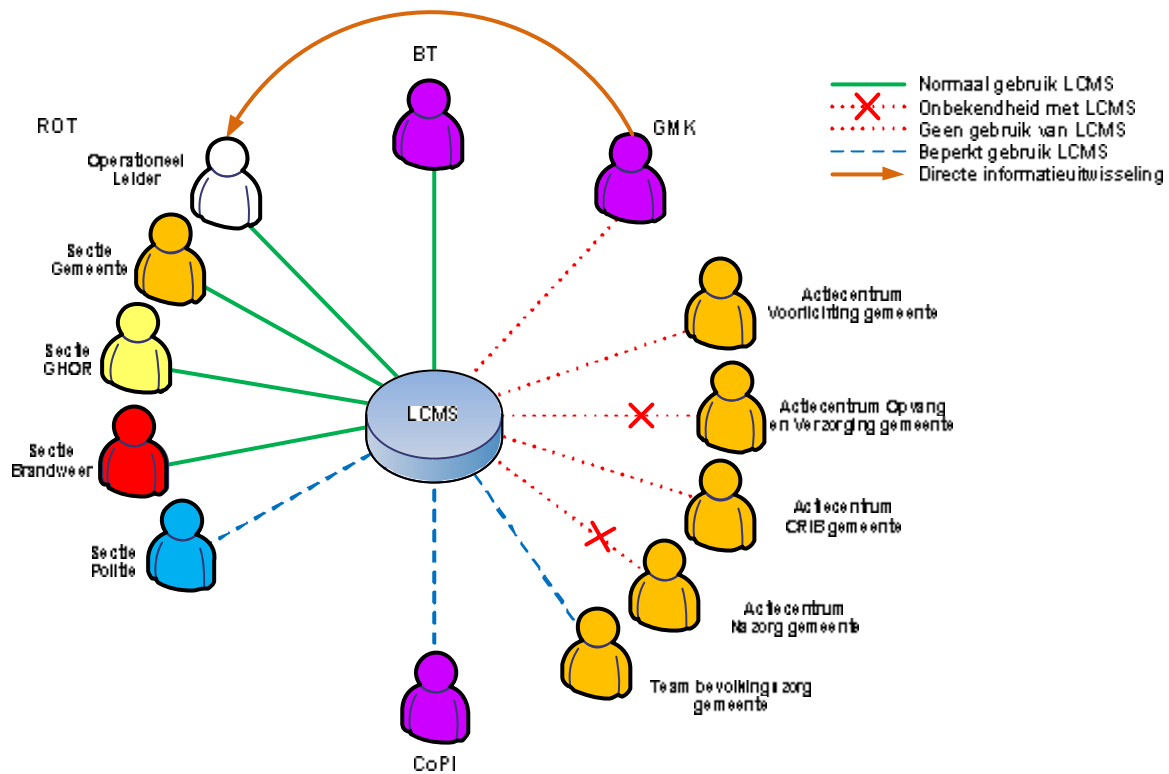 BT
ROT
GMK
Operationeel
Leider
Normaal gebruik LCMS
Onbekendheid met LCMS
Geen gebruik van LCMS
Beperkt gebruik LCMS
Directe informatieuitwisseling
Sectie
Gemeente
Sectie
GHOR
Sectie
Brandweer
Sectie
Politie
LCMS
Actiecentrum
Voorlichting gemeente
Actiecentrum Opvang
en Verzorging gemeente
Actiecentrum
CRIB gemeente
Actiecentrum
Nazorg gemeente
Team bevolkingszorg
gemeente
CoPI